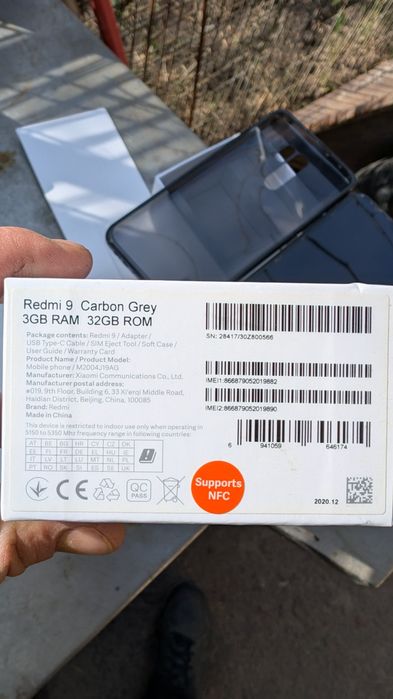 Redmi 9 Carbon Grey
3GB RAM 32GB ROM
Package contents: Redmi 9 / Adapter /
USB Type-C Cable / SIM Eject Tool / Soft Case /
User Guide / Warranty Card
Product Name / Product Model:
Mobile phone / M2004J19AG
Manufacturer: Xiaomi Communications Co., Ltd.
Manufacturer postal address:
#019, 9th Floor, Building 6, 33 Xi'erqi Middle Road,
Haidian District, Beijing, China, 100085
Brand: Redmi
Made in China
This device is restricted to indoor use only when operating in
5150 to 5350 Mhz frequency range in following countries:
AT BE BG HR CY CZ DK
EE FI FR DE EL HU IE
IT LV LT LU MT NL PL
PT RO SK SI ES SE UK
CE
QC
PASS
Supports
NFC
SN: 28417/30Z800566
IMEI1:866879052019882
IMEI2:866879052019890
6 941059 646174
2020.12